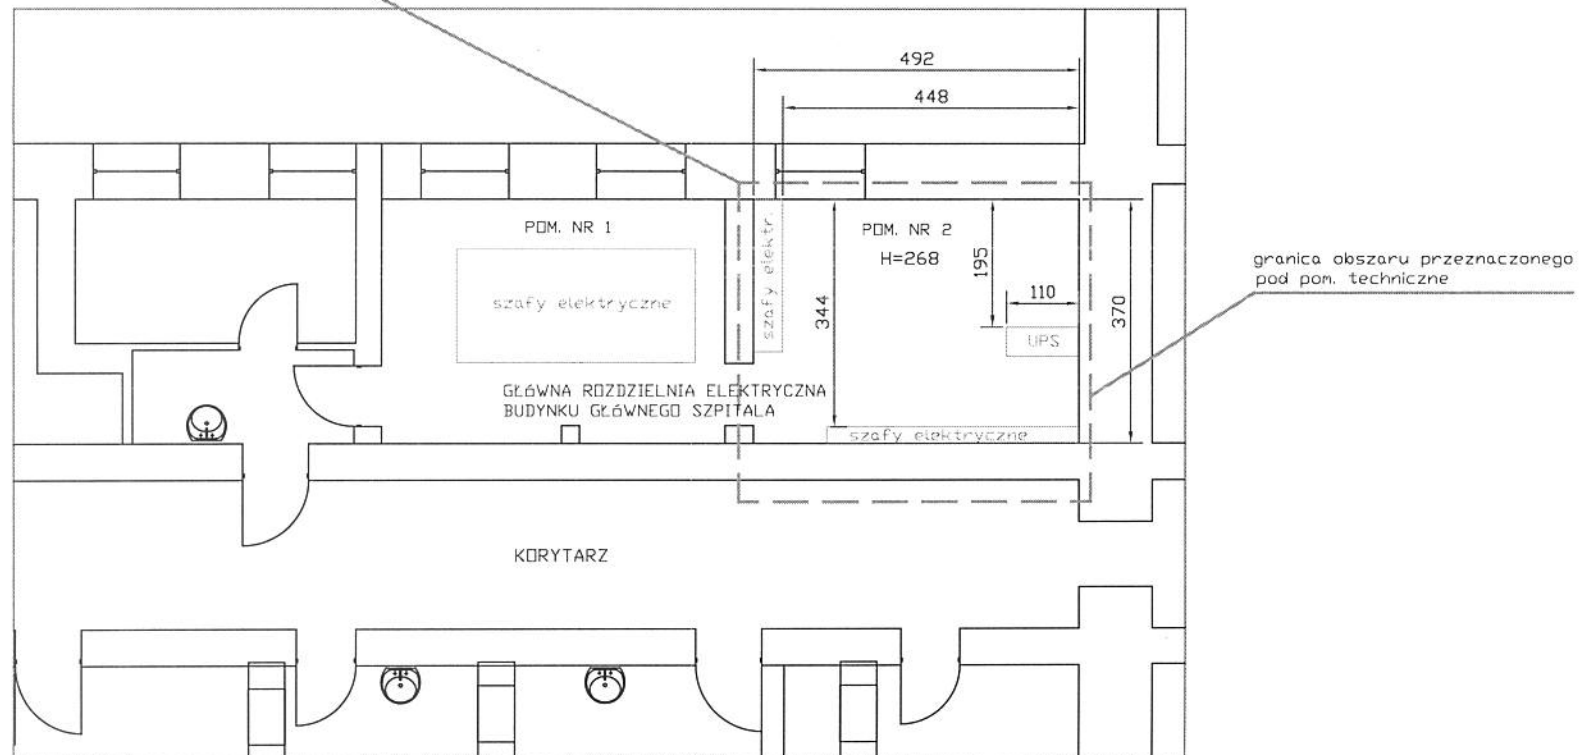 492
448
POM. NR 1
szafy elektr.
POM. NR 2
H=268
195
110
344
370
szafy elektryczne
UPS
granica obszaru przeznaczonego
pod pom. techniczne
GŁóWNA ROZDZIELNIA ELEKTRYCZNA
BUDYNKU GŁóWNEGO SZPITALA
szafy elektryczne
KORYTARZ